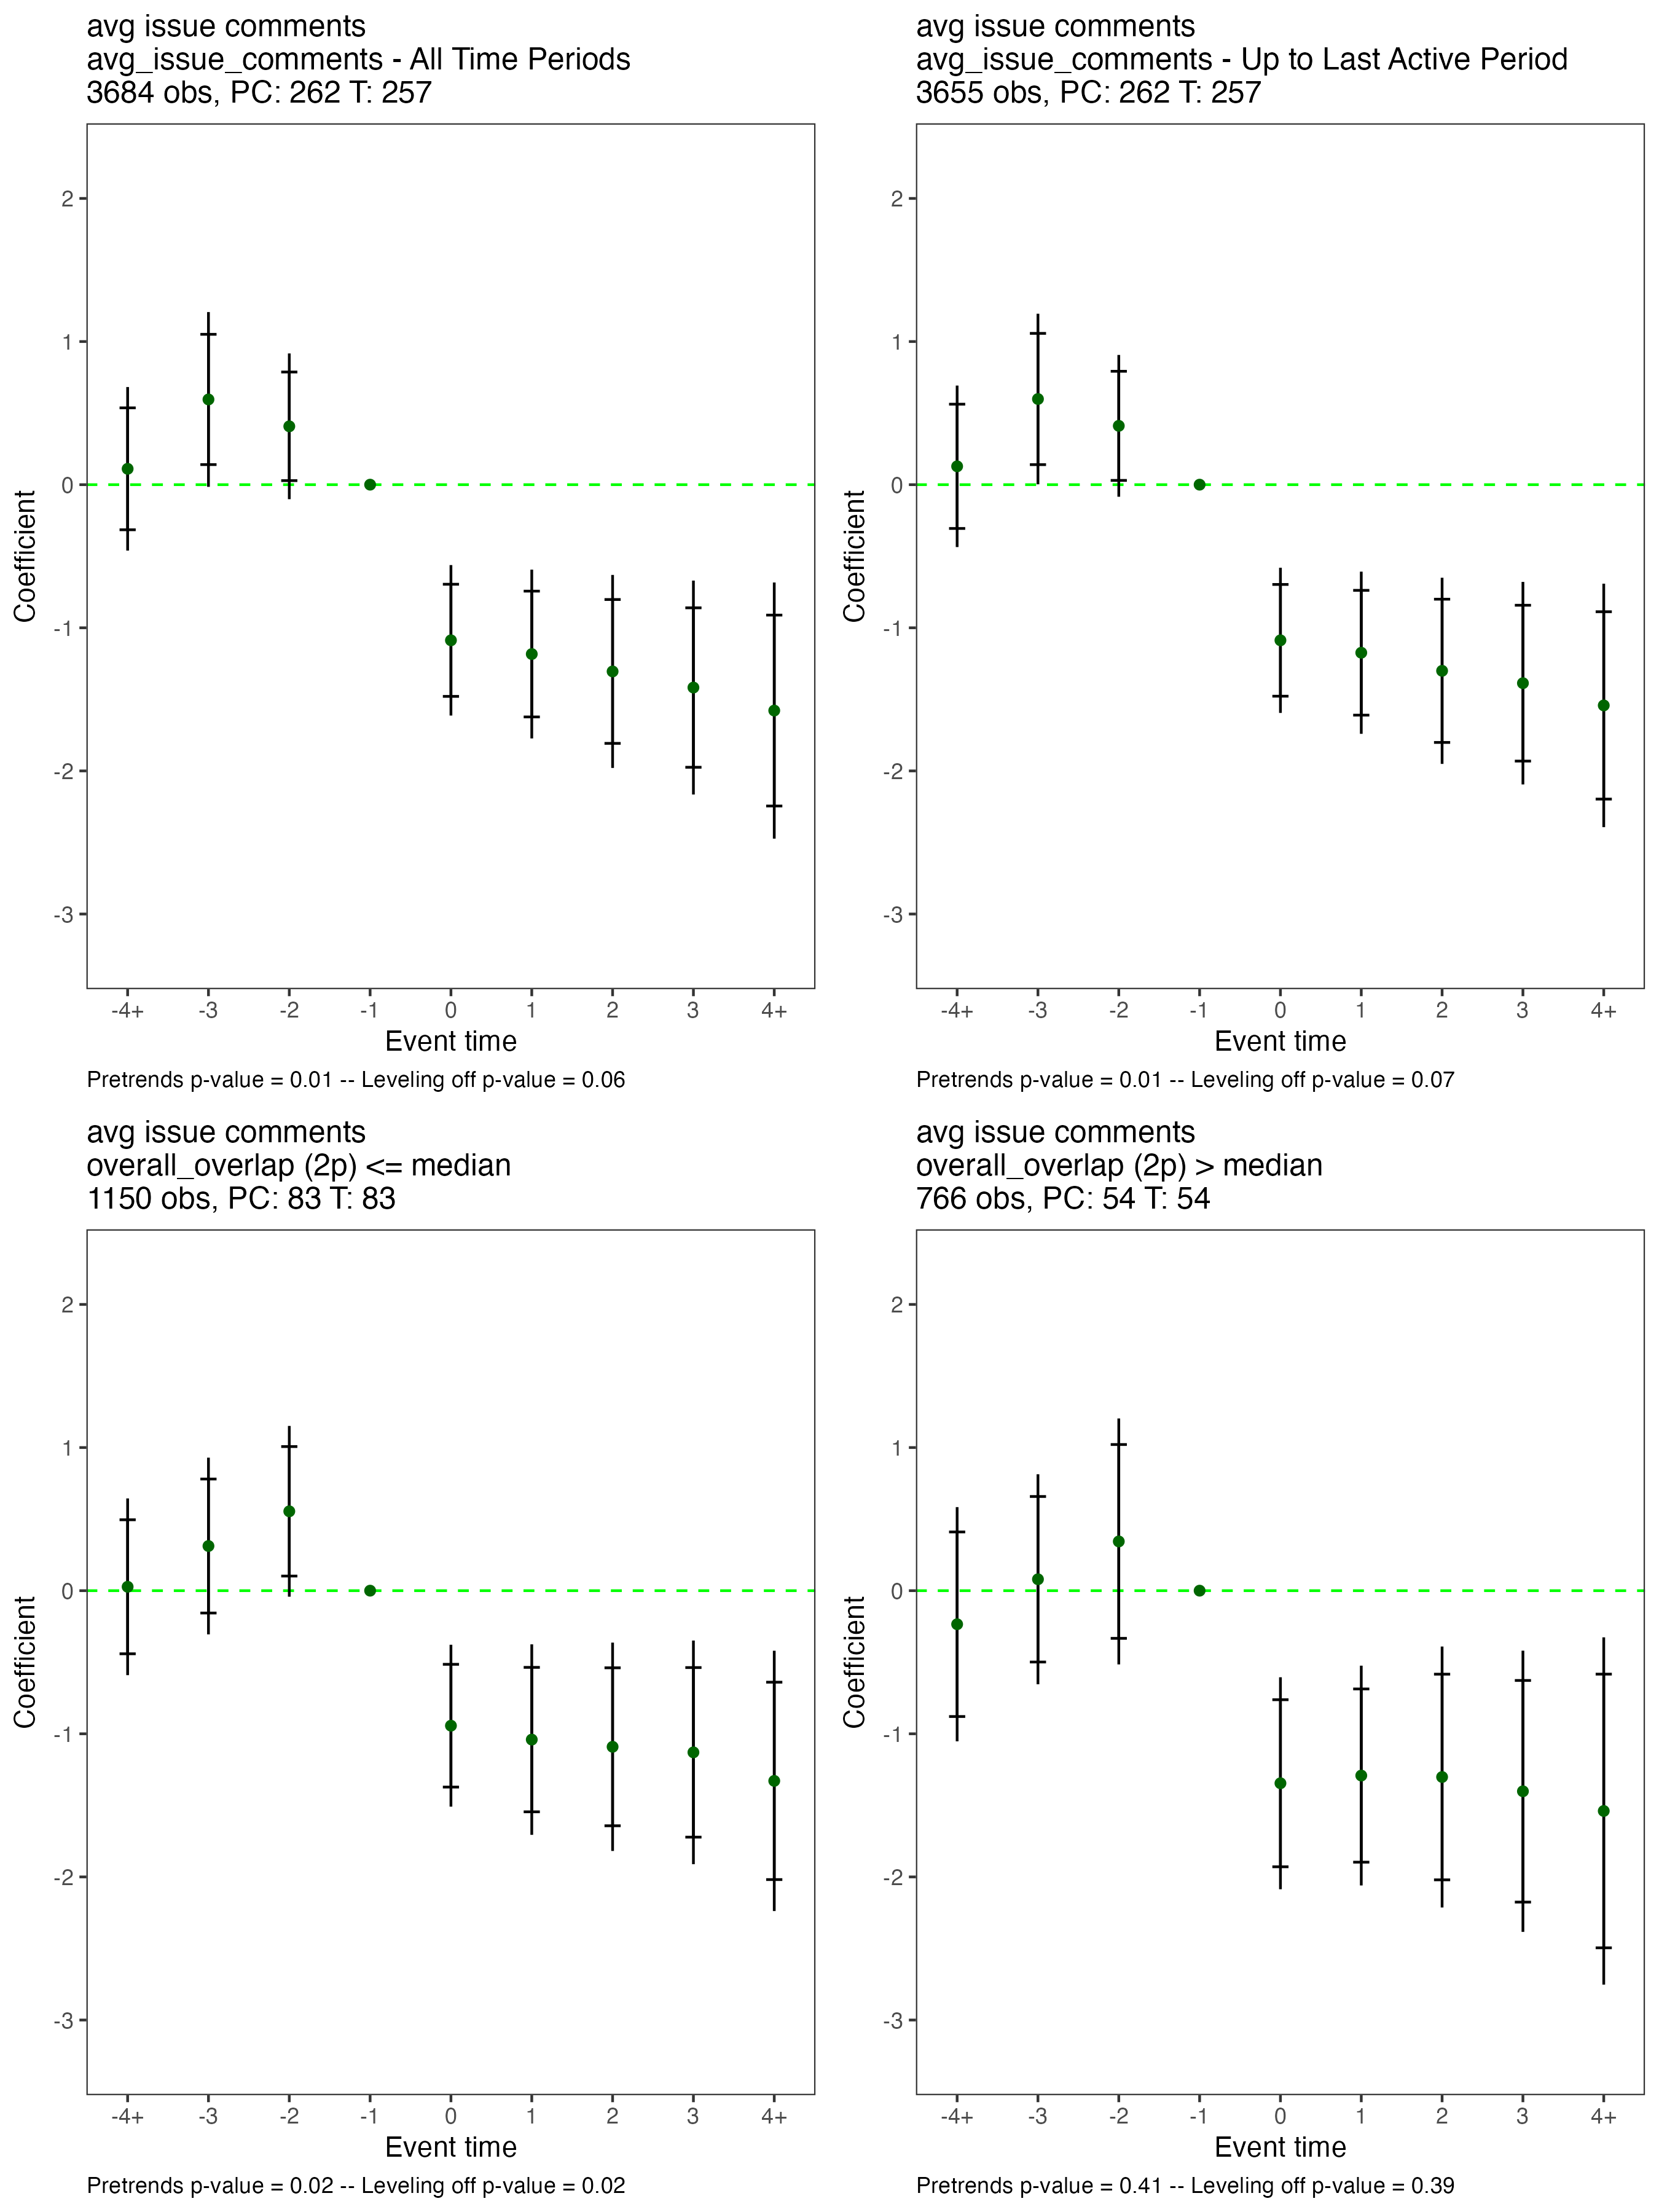 avg issue comments
avg_issue_comments - All Time Periods
3684 obs, PC: 262 T: 257
2
1
0
-1
-2
-3
Coefficient
-4+ -3 -2 -1 0 1 2 3 4+
Event time
Pretrends p-value = 0.01 -- Leveling off p-value = 0.06
avg issue comments
avg_issue_comments - Up to Last Active Period
3655 obs, PC: 262 T: 257
2
1
0
-1
-2
-3
Coefficient
-4+ -3 -2 -1 0 1 2 3 4+
Event time
Pretrends p-value = 0.01 -- Leveling off p-value = 0.07
avg issue comments
overall_overlap (2p) <= median
1150 obs, PC: 83 T: 83
2
1
0
-1
-2
-3
Coefficient
-4+ -3 -2 -1 0 1 2 3 4+
Event time
Pretrends p-value = 0.02 -- Leveling off p-value = 0.02
avg issue comments
overall_overlap (2p) > median
766 obs, PC: 54 T: 54
2
1
0
-1
-2
-3
Coefficient
-4+ -3 -2 -1 0 1 2 3 4+
Event time
Pretrends p-value = 0.41 -- Leveling off p-value = 0.39